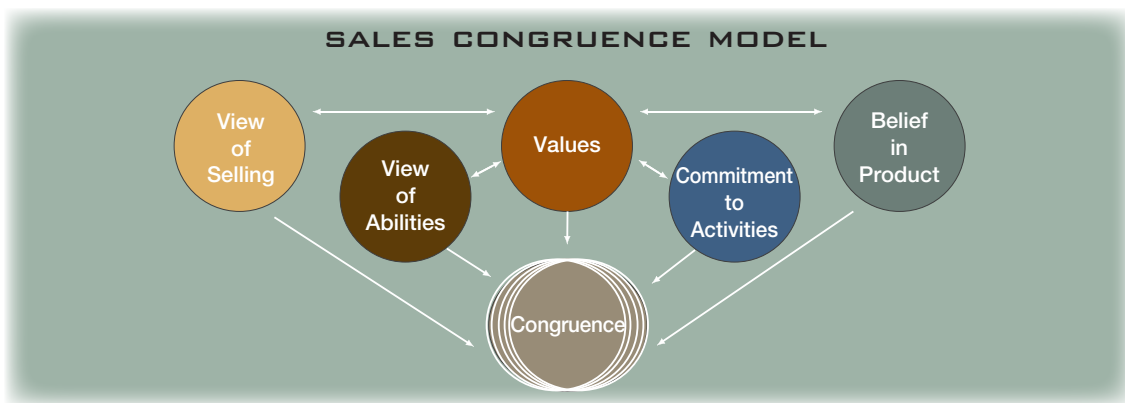 SALES CONGRUENCE MODEL
View
of
Selling
View
of
Abilities
Values
Commitment
to
Activities
Belief
in
Product
Congruence